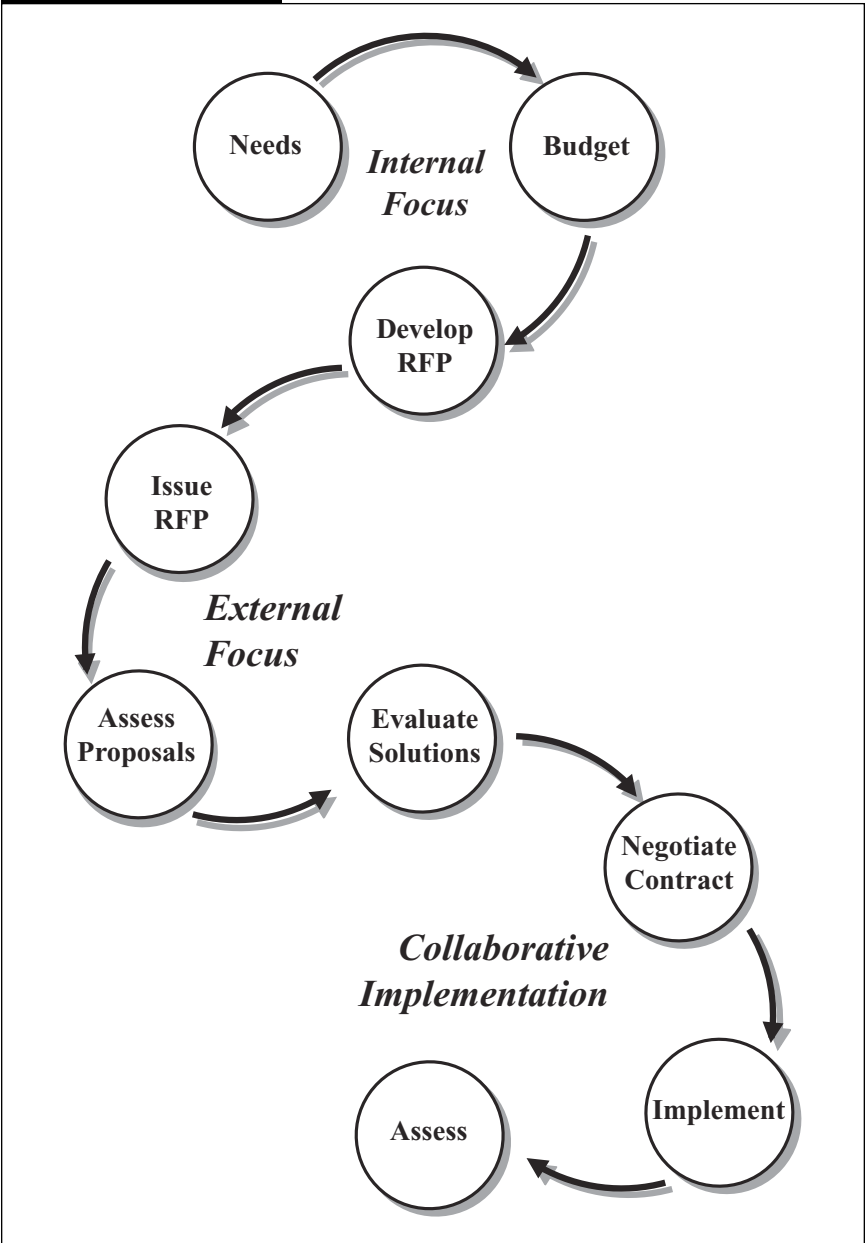 Needs
Budget
Internal
Focus
Develop
RFP
Issue
RFP
External
Focus
Assess
Proposals
Evaluate
Solutions
Negotiate
Contract
Collaborative
Implementation
Implement
Assess